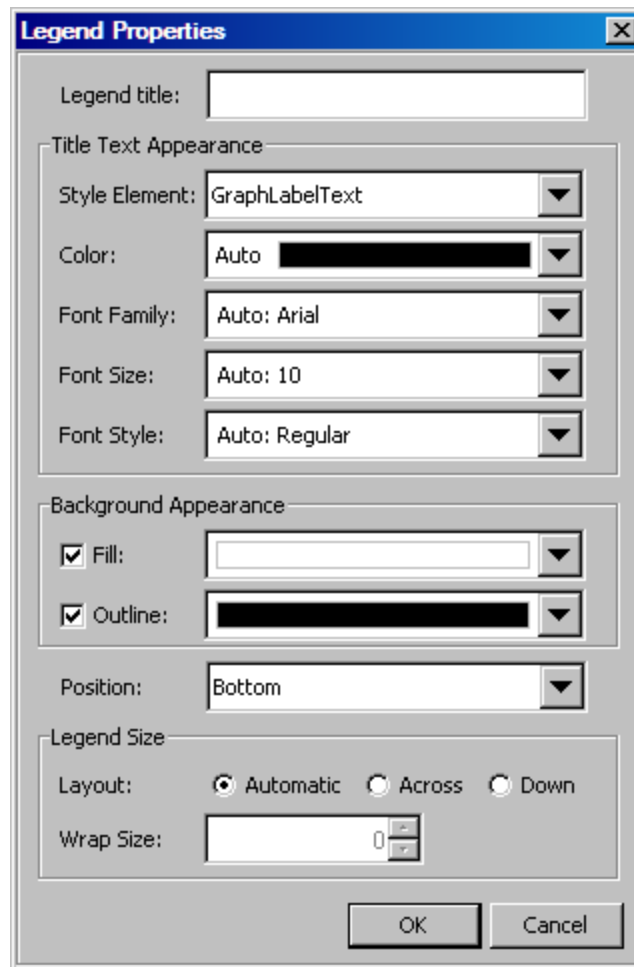 Legend Properties
Legend title:
Title Text Appearance
Style Element: GraphLabelText
Color: Auto
Font Family: Auto: Arial
Font Size: Auto: 10
Font Style: Auto: Regular
Background Appearance
Fill:
Outline:
Position: Bottom
Legend Size
Layout: Automatic Across Down
Wrap Size: 0
OK Cancel